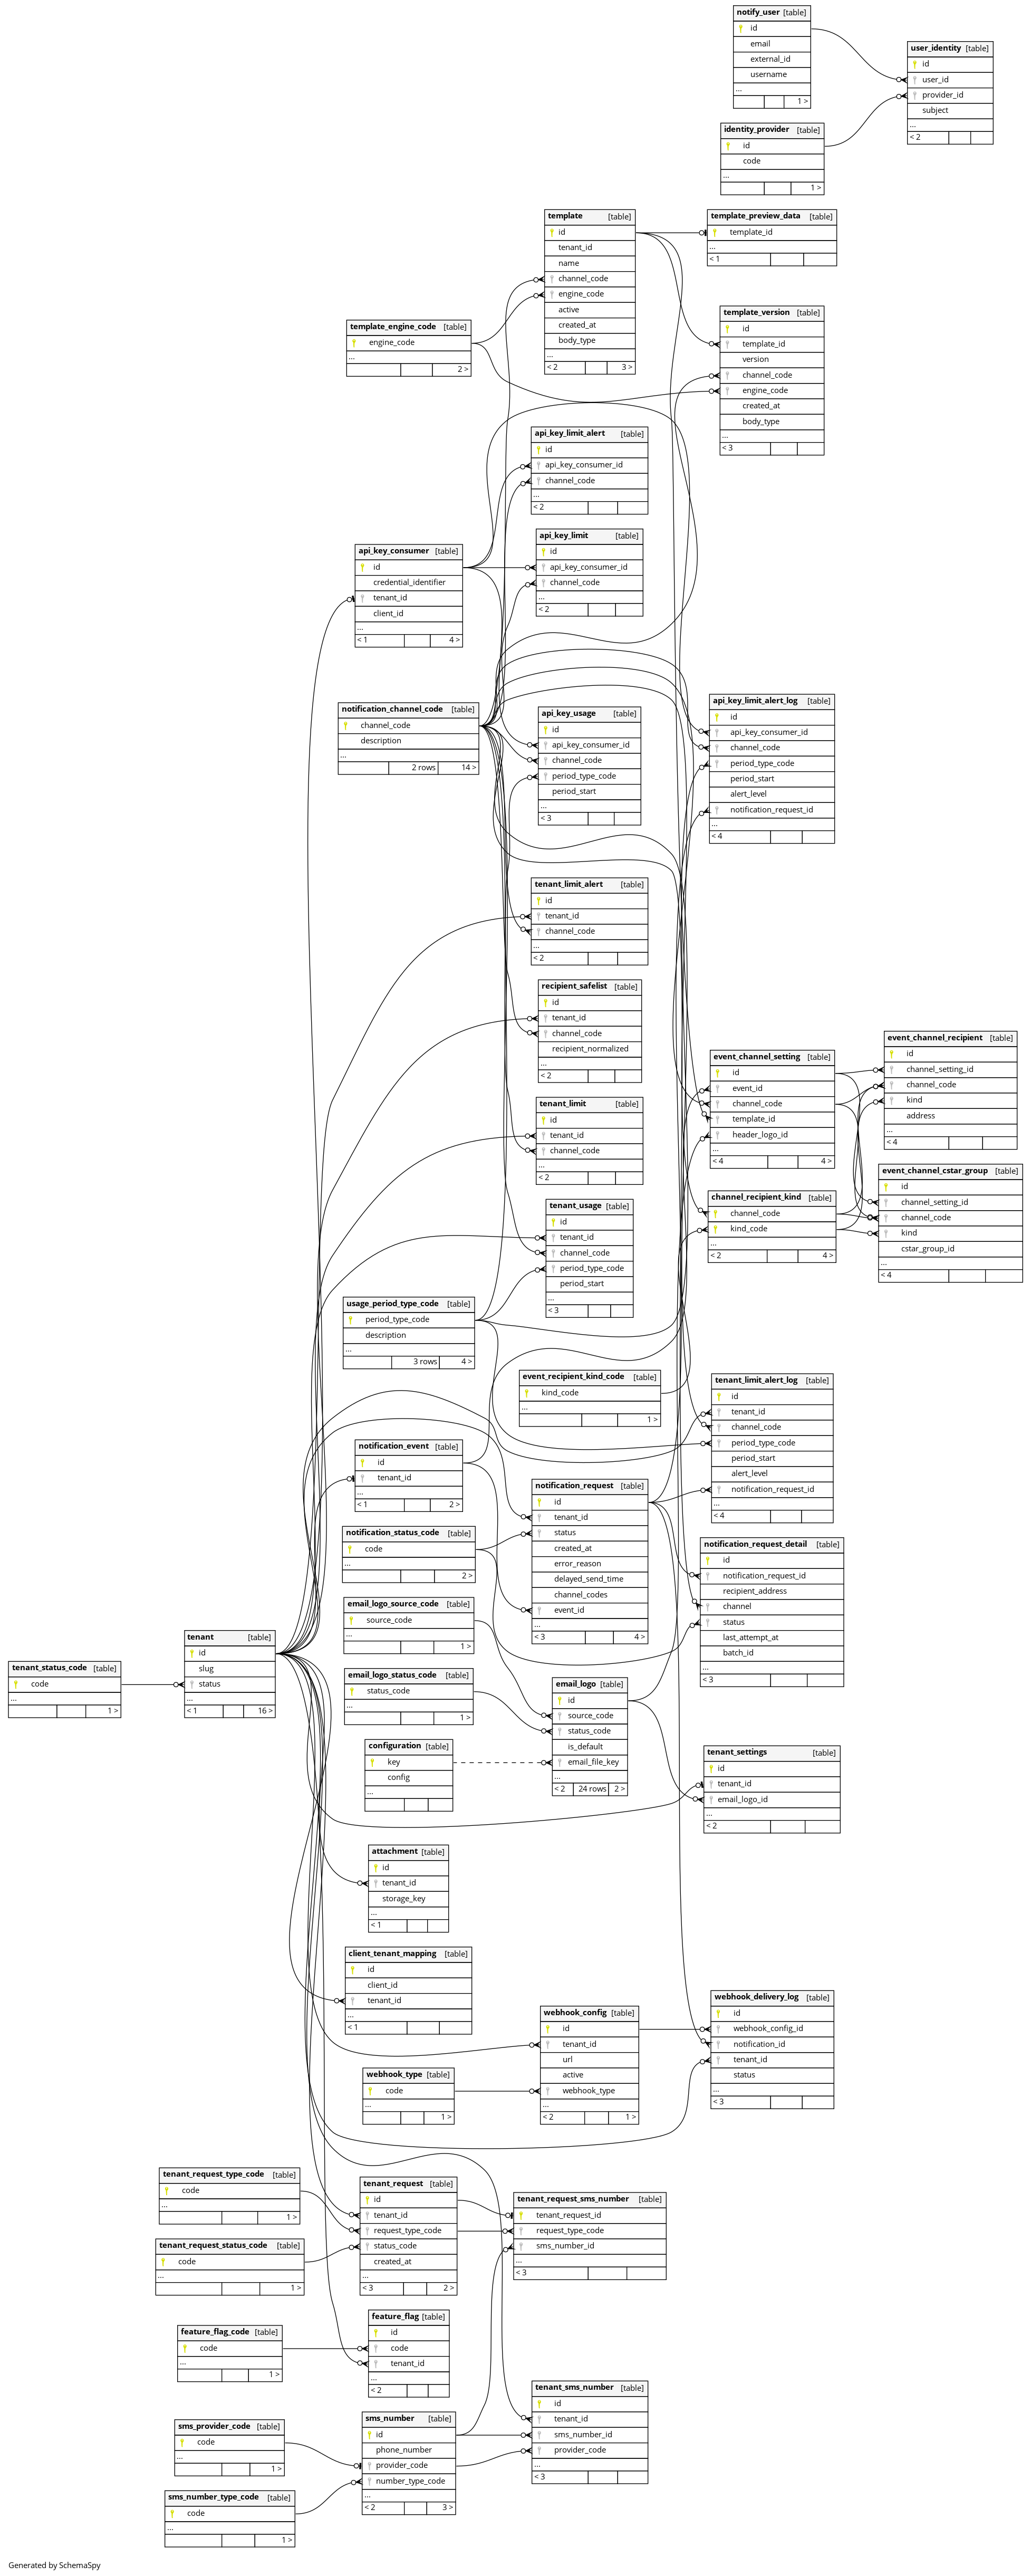 notify_user [table]
id
email
external_id
username
...
1 >
user_identity [table]
id
user_id
provider_id
subject
...
< 2
identity_provider [table]
id
code
...
1 >
template [table]
id
tenant_id
name
channel_code
engine_code
active
created_at
body_type
...
< 2 3 >
template_preview_data [table]
template_id
...
< 1
template_engine_code [table]
engine_code
...
2 >
template_version [table]
id
template_id
version
channel_code
engine_code
created_at
body_type
...
< 3
api_key_limit_alert [table]
id
api_key_consumer_id
channel_code
...
< 2
api_key_limit [table]
id
api_key_consumer_id
channel_code
...
< 2
api_key_consumer [table]
id
credential_identifier
tenant_id
client_id
...
< 1 4 >
notification_channel_code [table]
channel_code
description
...
2 rows 14 >
api_key_usage [table]
id
api_key_consumer_id
channel_code
period_type_code
period_start
...
< 3
api_key_limit_alert_log [table]
id
api_key_consumer_id
channel_code
period_type_code
period_start
alert_level
notification_request_id
...
< 4
tenant_limit_alert [table]
id
tenant_id
channel_code
...
< 2
recipient_safelist [table]
id
tenant_id
channel_code
recipient_normalized
...
< 2
event_channel_setting [table]
id
event_id
channel_code
template_id
header_logo_id
...
< 4 4 >
event_channel_recipient [table]
id
channel_setting_id
channel_code
kind
address
...
< 4
tenant_limit [table]
id
tenant_id
channel_code
...
< 2
event_channel_cstar_group [table]
id
channel_setting_id
channel_code
kind
cstar_group_id
...
< 4
channel_recipient_kind [table]
channel_code
kind_code
...
< 2 4 >
tenant_usage [table]
id
tenant_id
channel_code
period_type_code
period_start
...
< 3
usage_period_type_code [table]
period_type_code
description
...
3 rows 4 >
event_recipient_kind_code [table]
kind_code
...
1 >
tenant_limit_alert_log [table]
id
tenant_id
channel_code
period_type_code
period_start
alert_level
notification_request_id
...
< 4
notification_event [table]
id
tenant_id
...
< 1 2 >
notification_request [table]
id
tenant_id
status
created_at
error_reason
delayed_send_time
channel_codes
event_id
...
< 3 4 >
notification_status_code [table]
code
...
2 >
notification_request_detail [table]
id
notification_request_id
recipient_address
channel
status
last_attempt_at
batch_id
...
< 3
email_logo_source_code [table]
source_code
...
1 >
tenant [table]
id
slug
status
...
< 1 16 >
tenant_status_code [table]
code
...
1 >
email_logo_status_code [table]
status_code
...
1 >
email_logo [table]
id
source_code
status_code
is_default
email_file_key
...
< 2 24 rows 2 >
configuration [table]
key
config
...
tenant_settings [table]
id
tenant_id
email_logo_id
...
< 2
attachment [table]
id
tenant_id
storage_key
...
< 1
client_tenant_mapping [table]
id
client_id
tenant_id
...
< 1
webhook_config [table]
id
tenant_id
url
active
webhook_type
...
< 2 1 >
webhook_delivery_log [table]
id
webhook_config_id
notification_id
tenant_id
status
...
< 3
webhook_type [table]
code
...
1 >
tenant_request_type_code [table]
code
...
1 >
tenant_request [table]
id
tenant_id
request_type_code
status_code
created_at
...
< 3 2 >
tenant_request_sms_number [table]
tenant_request_id
request_type_code
sms_number_id
...
< 3
tenant_request_status_code [table]
code
...
1 >
feature_flag [table]
id
code
tenant_id
...
< 2
feature_flag_code [table]
code
...
1 >
tenant_sms_number [table]
id
tenant_id
sms_number_id
provider_code
...
< 3
sms_number [table]
id
phone_number
provider_code
number_type_code
...
< 2 3 >
sms_provider_code [table]
code
...
1 >
sms_number_type_code [table]
code
...
1 >
Generated by SchemaSpy